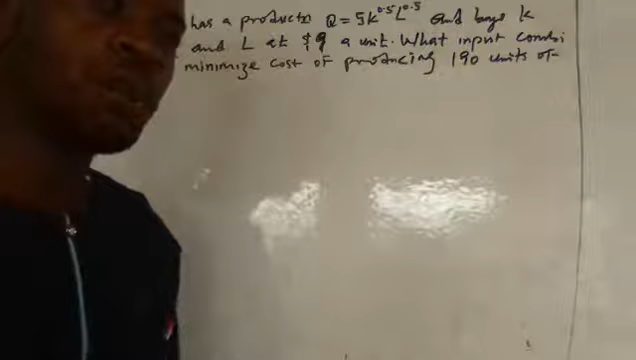 has a productn Q = 5K^0.5 L^0.5 and buys K
and L at $9 a unit. What input combi
minimize cost of producing 190 units of